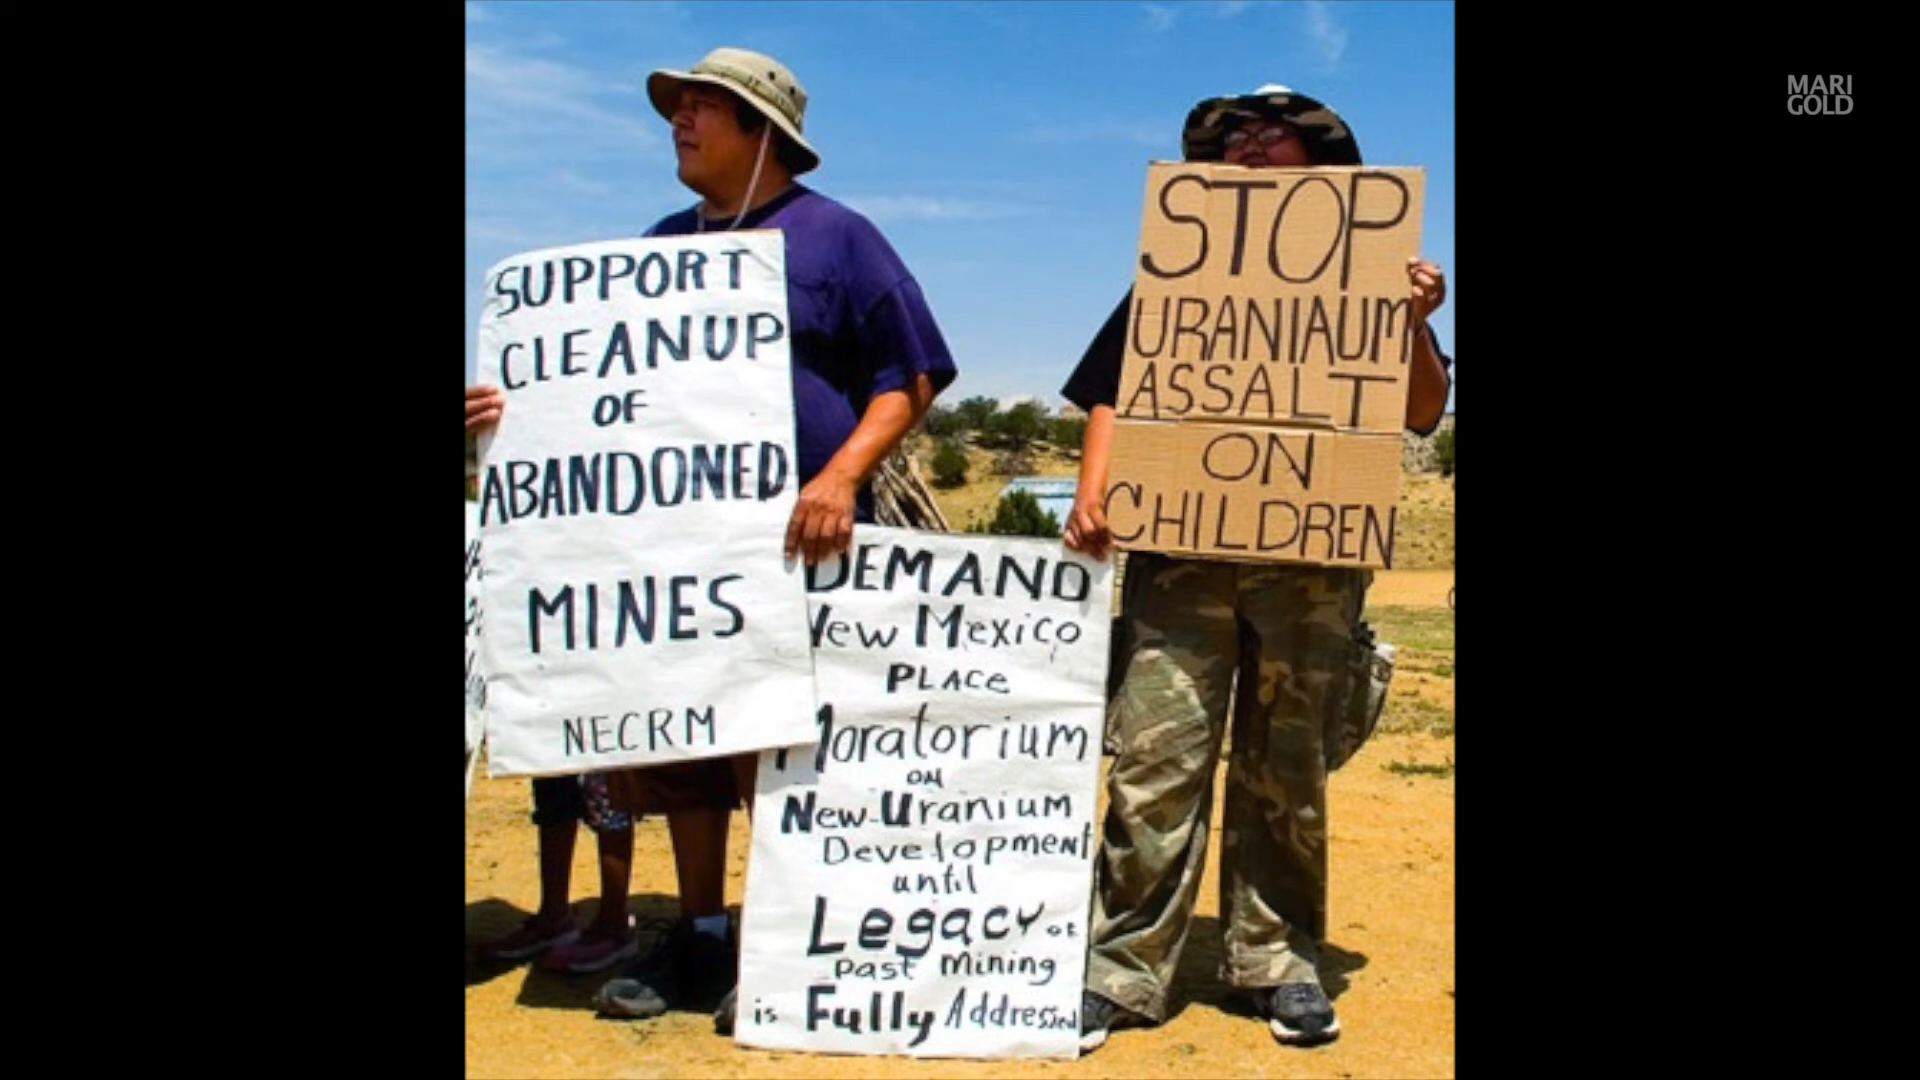 SUPPORT
CLEANUP
OF
ABANDONED
MINES
NECRM
DEMAND
New Mexico
PLACE
Moratorium
ON
New Uranium
Development
until
Legacy of
past Mining
is Fully Addressed
STOP
URANIAUM
ASSALT
ON
CHILDREN
MARI
GOLD